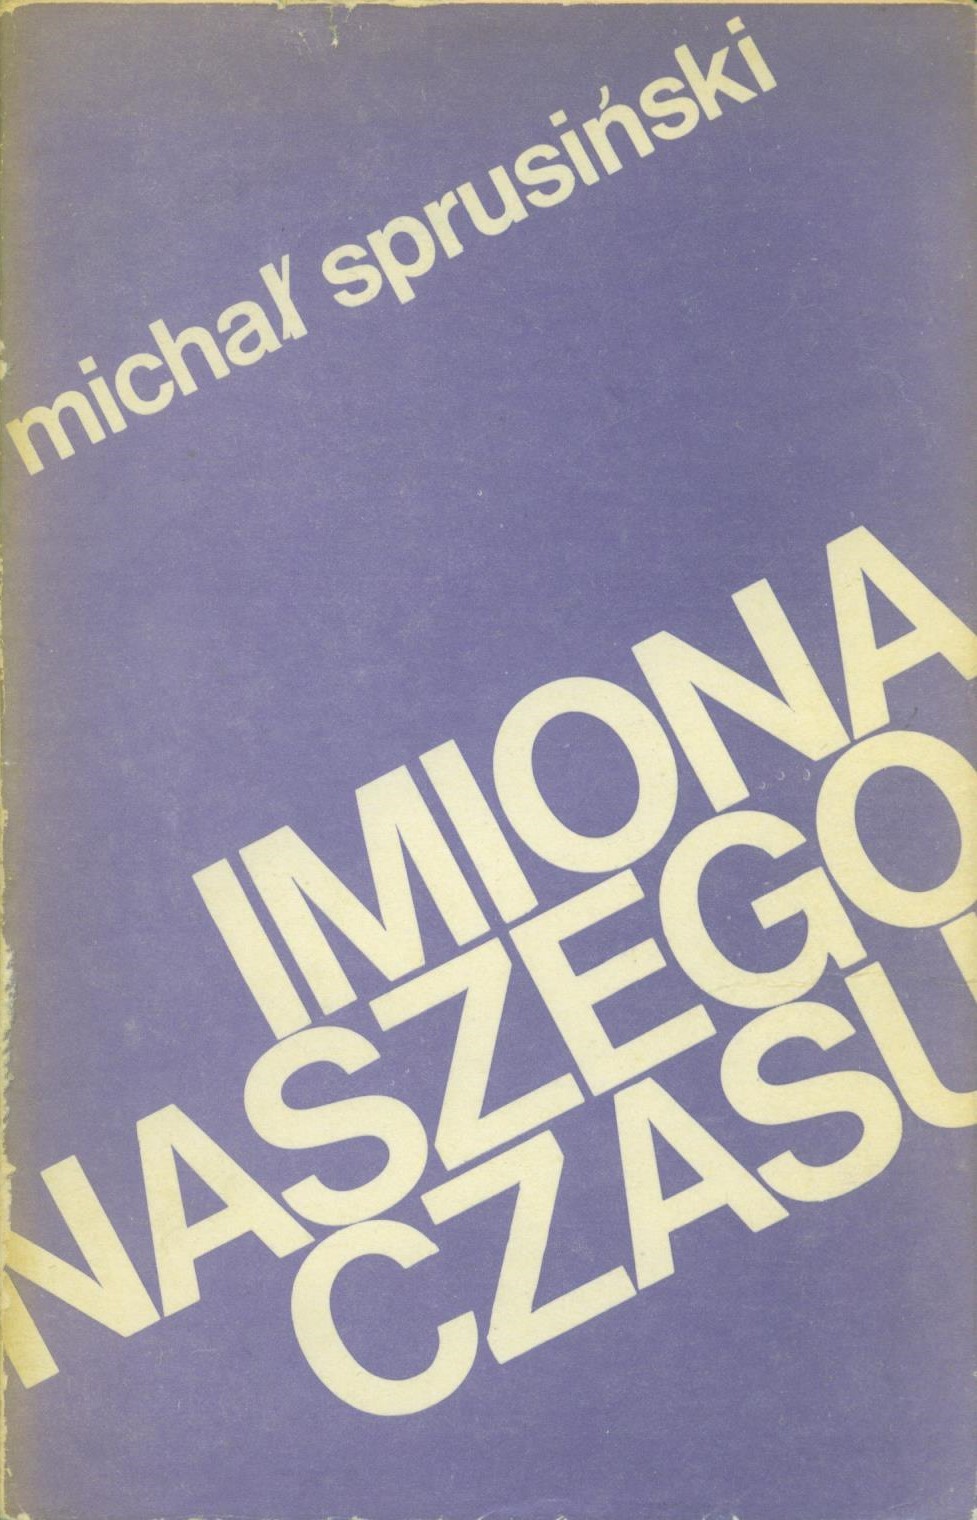 michał sprusiński
IMIONA
NASZEGO
CZASU